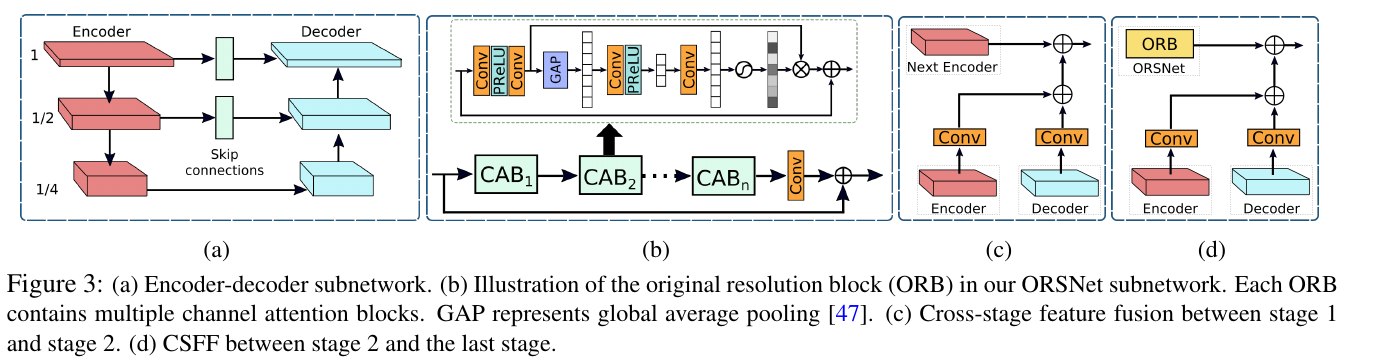 Encoder
Decoder
1
1/2
1/4
Skip
connections
(a)
Conv
PReLU
Conv
GAP
Conv
PReLU
Conv
CAB1
CAB2
CABn
Conv
(b)
Next Encoder
Conv
Conv
Encoder
Decoder
(c)
ORB
ORSNet
Conv
Conv
Encoder
Decoder
(d)
Figure 3: (a) Encoder-decoder subnetwork. (b) Illustration of the original resolution block (ORB) in our ORSNet subnetwork. Each ORB
contains multiple channel attention blocks. GAP represents global average pooling [47]. (c) Cross-stage feature fusion between stage 1
and stage 2. (d) CSFF between stage 2 and the last stage.